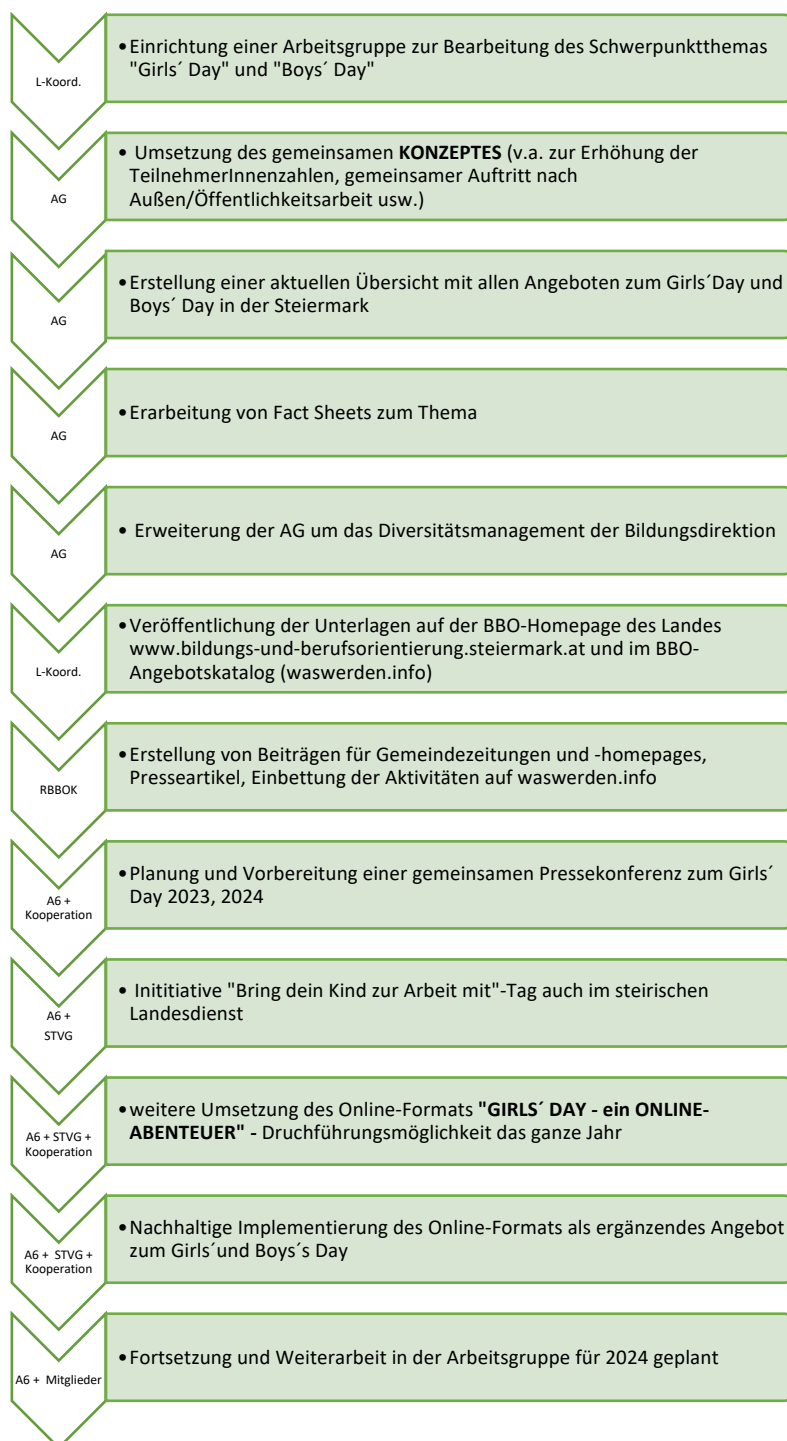 L-Koord.
•Einrichtung einer Arbeitsgruppe zur Bearbeitung des Schwerpunktthemas
"Girls´ Day" und "Boys´ Day"
AG
• Umsetzung des gemeinsamen KONZEPTES (v.a. zur Erhöhung der
TeilnehmerInnenzahlen, gemeinsamer Auftritt nach
Außen/Öffentlichkeitsarbeit usw.)
AG
•Erstellung einer aktuellen Übersicht mit allen Angeboten zum Girls´Day und
Boys´ Day in der Steiermark
AG
•Erarbeitung von Fact Sheets zum Thema
AG
• Erweiterung der AG um das Diversitätsmanagement der Bildungsdirektion
L-Koord.
•Veröffentlichung der Unterlagen auf der BBO-Homepage des Landes
www.bildungs-und-berufsorientierung.steiermark.at und im BBO-
Angebotskatalog (waswerden.info)
RBBOK
•Erstellung von Beiträgen für Gemeindezeitungen und -homepages,
Presseartikel, Einbettung der Aktivitäten auf waswerden.info
A6 +
Kooperation
•Planung und Vorbereitung einer gemeinsamen Pressekonferenz zum Girls´
Day 2023, 2024
A6 +
STVG
• Inititiative "Bring dein Kind zur Arbeit mit"-Tag auch im steirischen
Landesdienst
A6 + STVG +
Kooperation
•weitere Umsetzung des Online-Formats "GIRLS´ DAY - ein ONLINE-
ABENTEUER" - Druchführungsmöglichkeit das ganze Jahr
A6 + STVG +
Kooperation
•Nachhaltige Implementierung des Online-Formats als ergänzendes Angebot
zum Girls´und Boys´s Day
A6 + Mitglieder
•Fortsetzung und Weiterarbeit in der Arbeitsgruppe für 2024 geplant